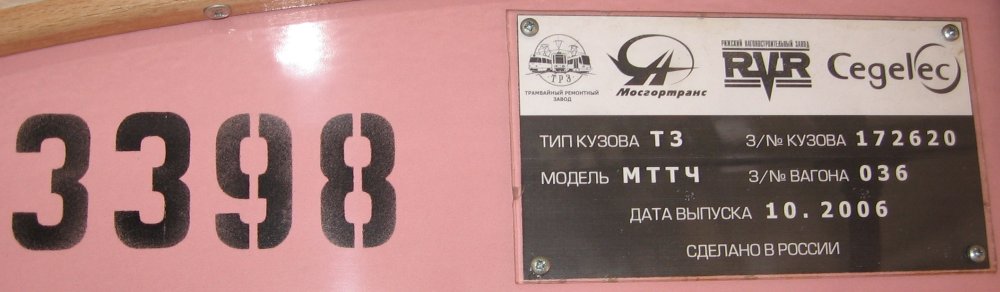 3398
ТРЗ
ТРАМВАЙНЫЙ РЕМОНТНЫЙ
ЗАВОД
Мосгортранс
РИЖСКИЙ ВАГОНОСТРОИТЕЛЬНЫЙ ЗАВОД
RVR
Cegelec
ТИП КУЗОВА Т3 З/№ КУЗОВА 172620
МОДЕЛЬ МТТЧ З/№ ВАГОНА 036
ДАТА ВЫПУСКА 10.2006
СДЕЛАНО В РОССИИ